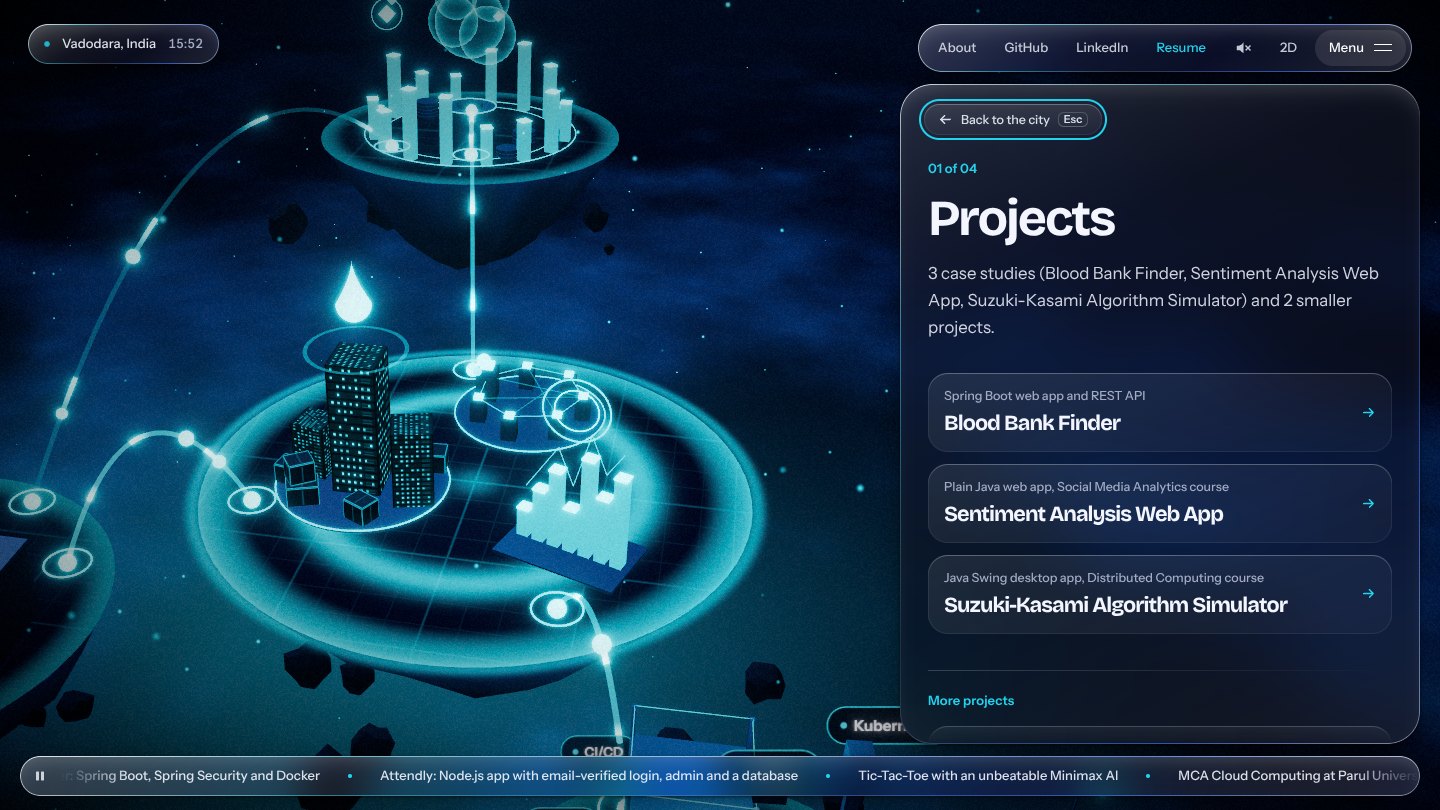 Vadodara, India 15:52
About GitHub LinkedIn Resume 2D Menu
Back to the city Esc
01 of 04
Projects
3 case studies (Blood Bank Finder, Sentiment Analysis Web
App, Suzuki-Kasami Algorithm Simulator) and 2 smaller
projects.
Spring Boot web app and REST API
Blood Bank Finder
Plain Java web app, Social Media Analytics course
Sentiment Analysis Web App
Java Swing desktop app, Distributed Computing course
Suzuki-Kasami Algorithm Simulator
More projects
CI/CD
Spring Boot, Spring Security and Docker • Attendly: Node.js app with email-verified login, admin and a database • Tic-Tac-Toe with an unbeatable Minimax AI • MCA Cloud Computing at Parul